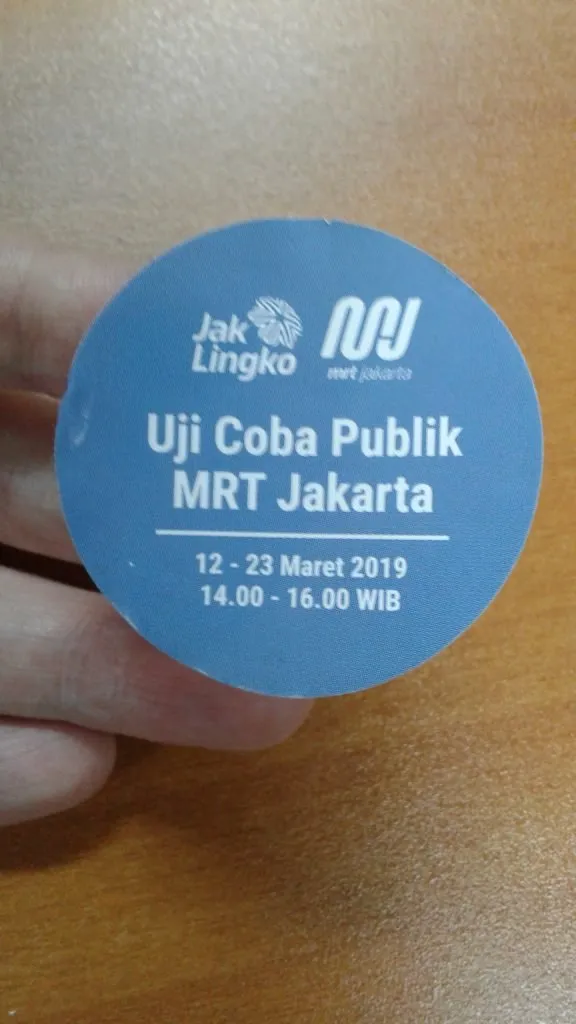 Jak
Lingko
mrt jakarta
Uji Coba Publik
MRT Jakarta
12 - 23 Maret 2019
14.00 - 16.00 WIB